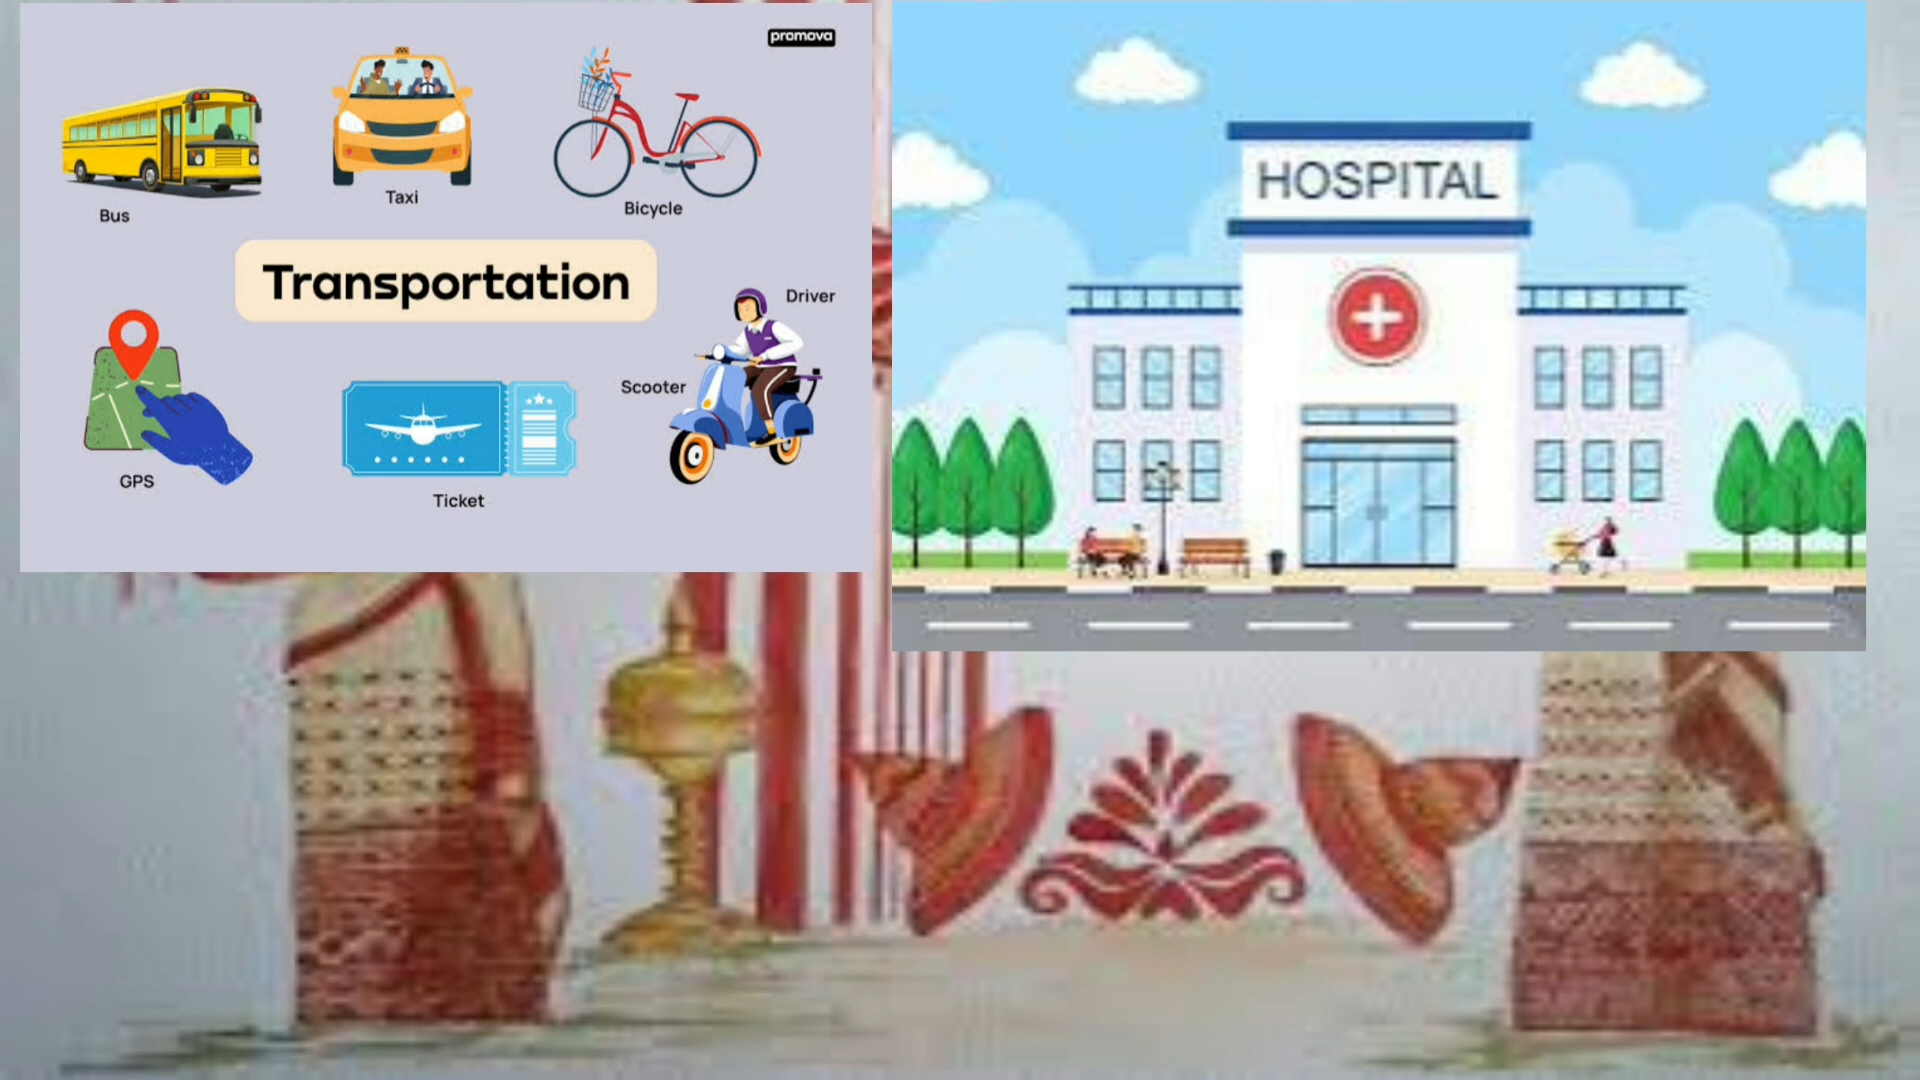 promova
Bus
Taxi
Bicycle
Transportation
Driver
Scooter
GPS
Ticket
HOSPITAL